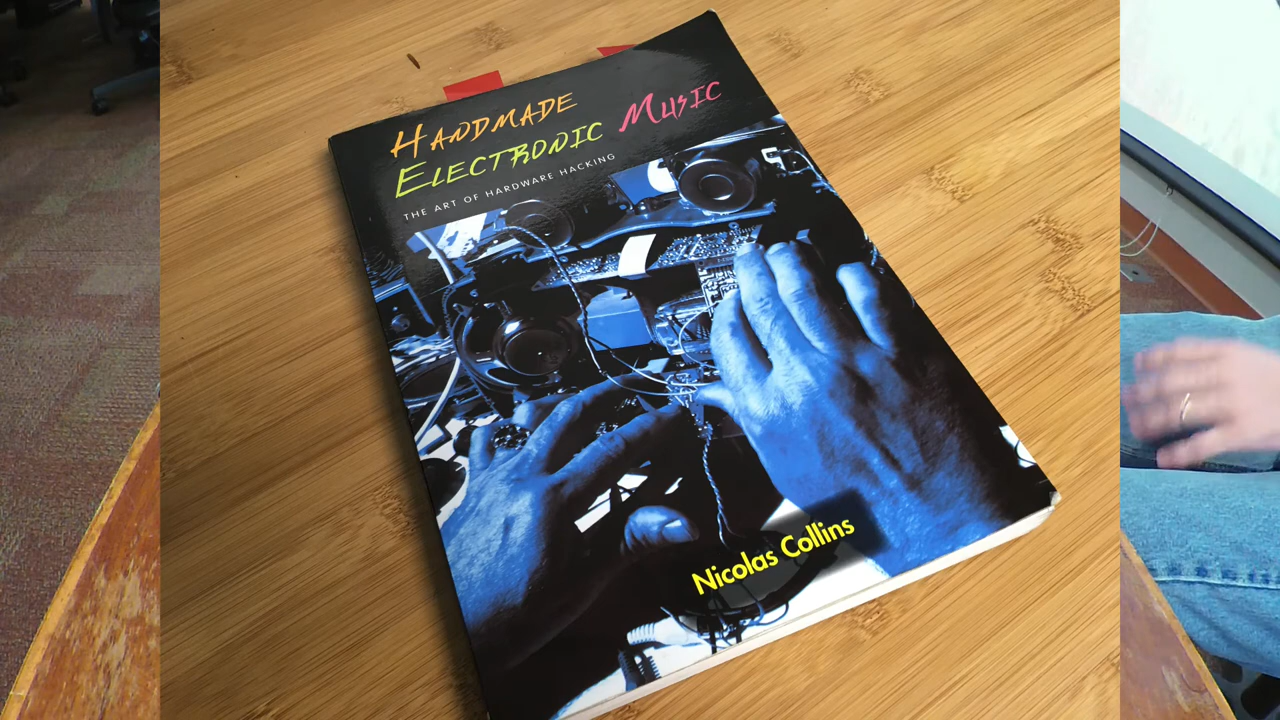 HANDMADE
ELECTRONIC MUSIC
THE ART OF HARDWARE HACKING
Nicolas Collins